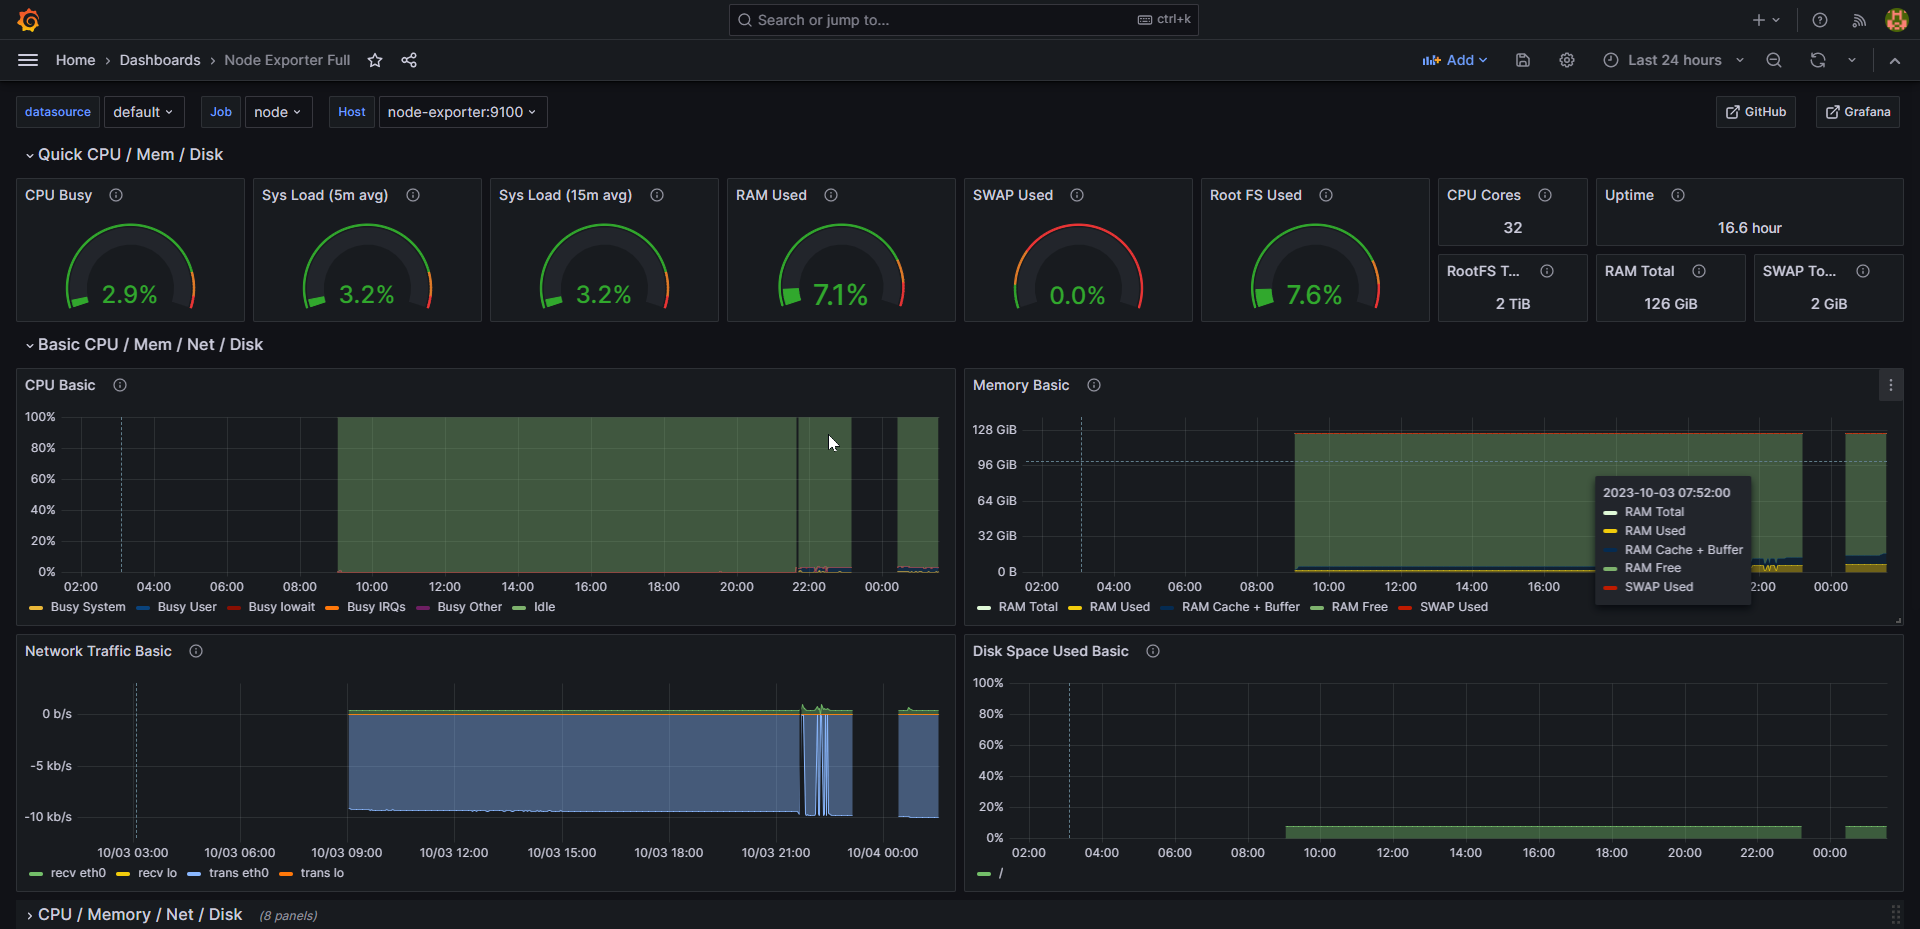 Search or jump to...
ctrl+k
Home › Dashboards › Node Exporter Full
Add
Last 24 hours
datasource default Job node Host node-exporter:9100
GitHub Grafana
Quick CPU / Mem / Disk
CPU Busy
2.9%
Sys Load (5m avg)
3.2%
Sys Load (15m avg)
3.2%
RAM Used
7.1%
SWAP Used
0.0%
Root FS Used
7.6%
CPU Cores
32
Uptime
16.6 hour
RootFS T...
2 TiB
RAM Total
126 GiB
SWAP To...
2 GiB
Basic CPU / Mem / Net / Disk
CPU Basic
100%
80%
60%
40%
20%
0%
02:00 04:00 06:00 08:00 10:00 12:00 14:00 16:00 18:00 20:00 22:00 00:00
Busy System Busy User Busy Iowait Busy IRQs Busy Other Idle
Memory Basic
128 GiB
96 GiB
64 GiB
32 GiB
0 B
02:00 04:00 06:00 08:00 10:00 12:00 14:00 16:00 2:00 00:00
RAM Total RAM Used RAM Cache + Buffer RAM Free SWAP Used
2023-10-03 07:52:00
RAM Total
RAM Used
RAM Cache + Buffer
RAM Free
SWAP Used
Network Traffic Basic
0 b/s
-5 kb/s
-10 kb/s
10/03 03:00 10/03 06:00 10/03 09:00 10/03 12:00 10/03 15:00 10/03 18:00 10/03 21:00 10/04 00:00
recv eth0 recv lo trans eth0 trans lo
Disk Space Used Basic
100%
80%
60%
40%
20%
0%
02:00 04:00 06:00 08:00 10:00 12:00 14:00 16:00 18:00 20:00 22:00 00:00
/
CPU / Memory / Net / Disk (8 panels)